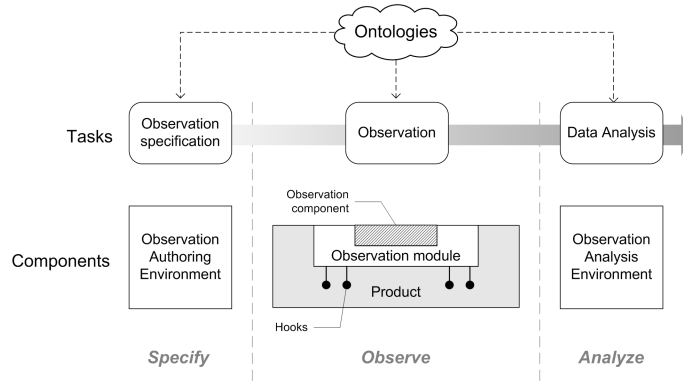 Ontologies
Tasks
Observation
specification
Observation
Data Analysis
Observation
component
Components
Observation
Authoring
Environment
Observation module
Product
Hooks
Observation
Analysis
Environment
Specify
Observe
Analyze